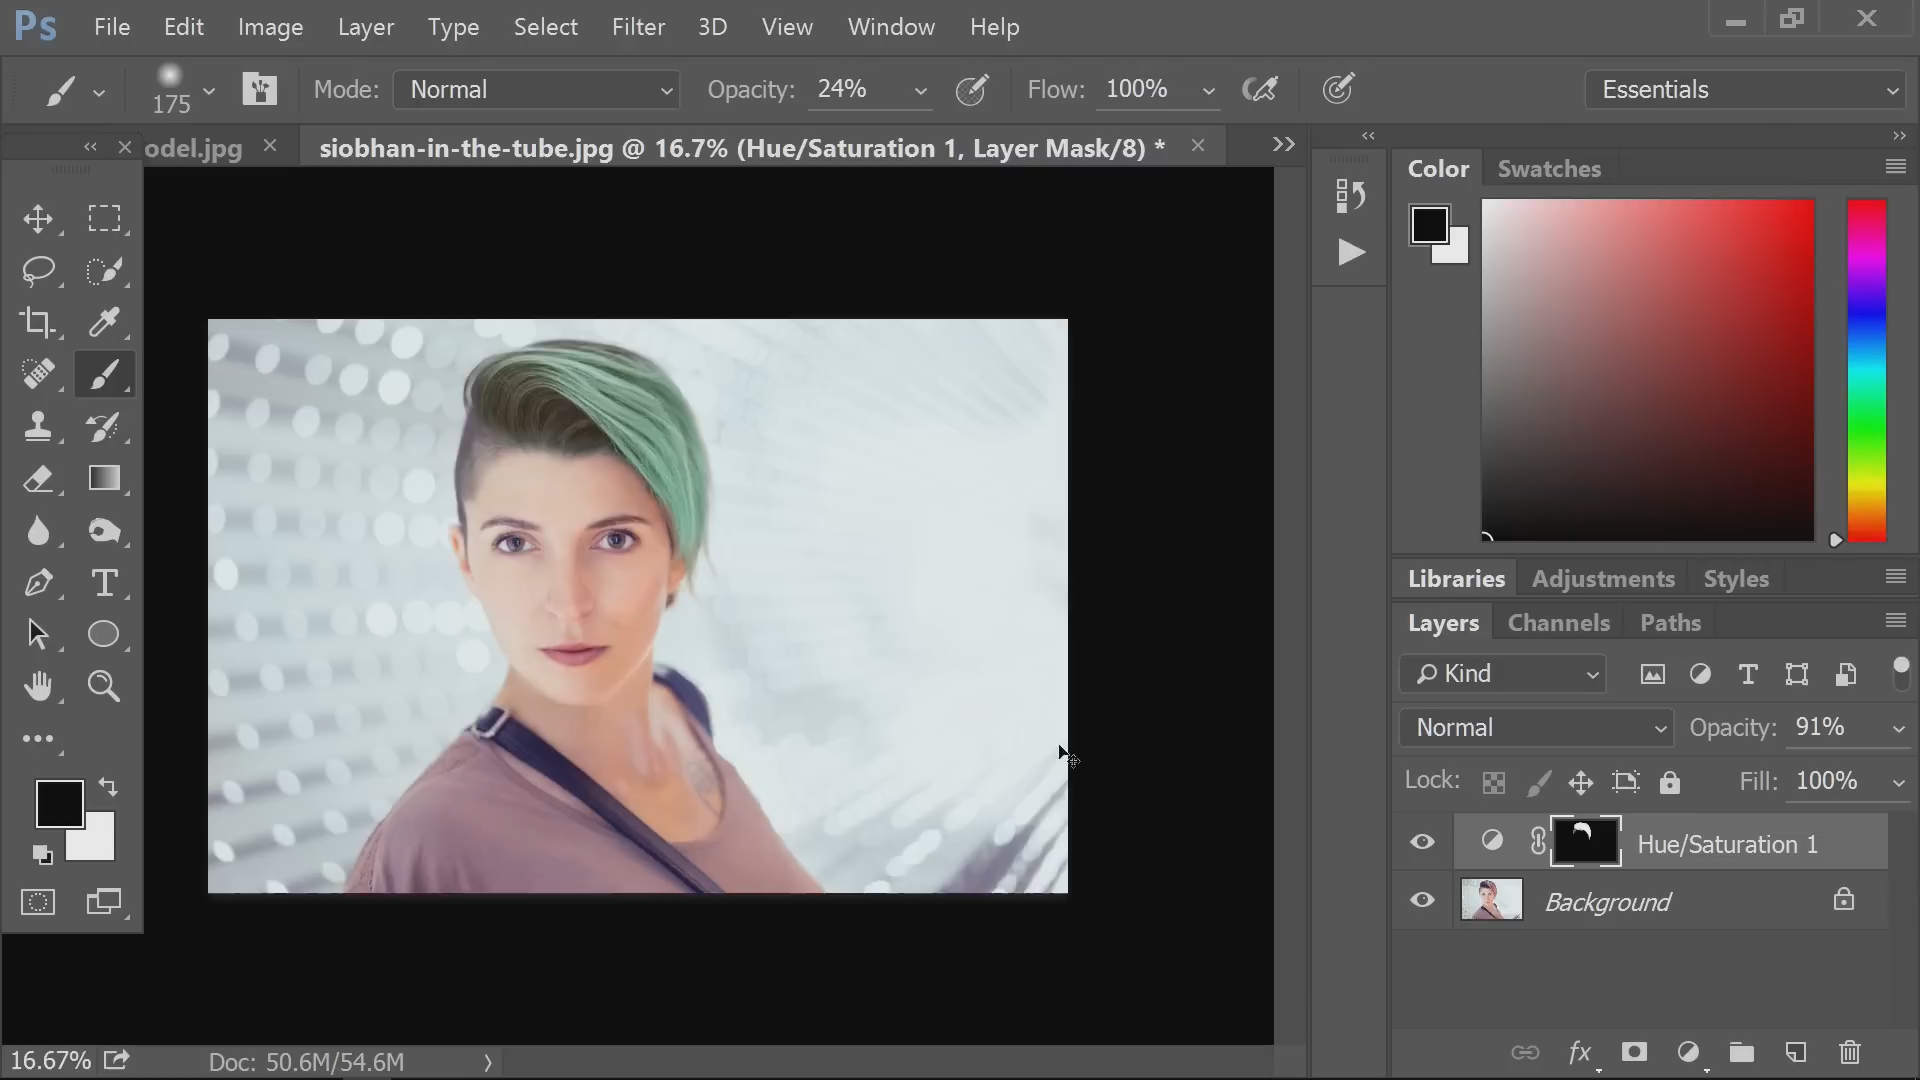 Ps File Edit Image Layer Type Select Filter 3D View Window Help
175 Mode: Normal Opacity: 24% Flow: 100% Essentials
odel.jpg siobhan-in-the-tube.jpg @ 16.7% (Hue/Saturation 1, Layer Mask/8) *
Color Swatches
Libraries Adjustments Styles
Layers Channels Paths
Kind
Normal Opacity: 91%
Lock: Fill: 100%
Hue/Saturation 1
Background
16.67% Doc: 50.6M/54.6M
fx